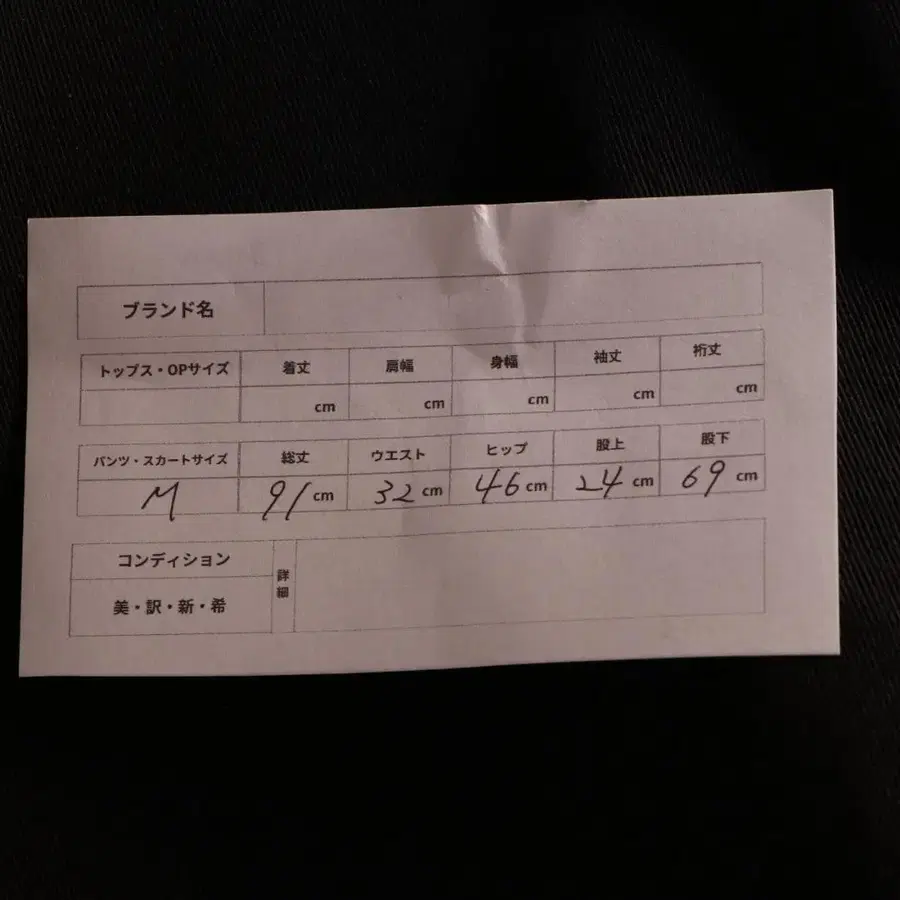 ブランド名
トップス・OPサイズ 着丈 肩幅 身幅 袖丈 裄丈
cm cm cm cm cm
パンツ・スカートサイズ 総丈 ウエスト ヒップ 股上 股下
M 91 cm 32 cm 46 cm 24 cm 69 cm
コンディション 詳細
美・訳・新・希